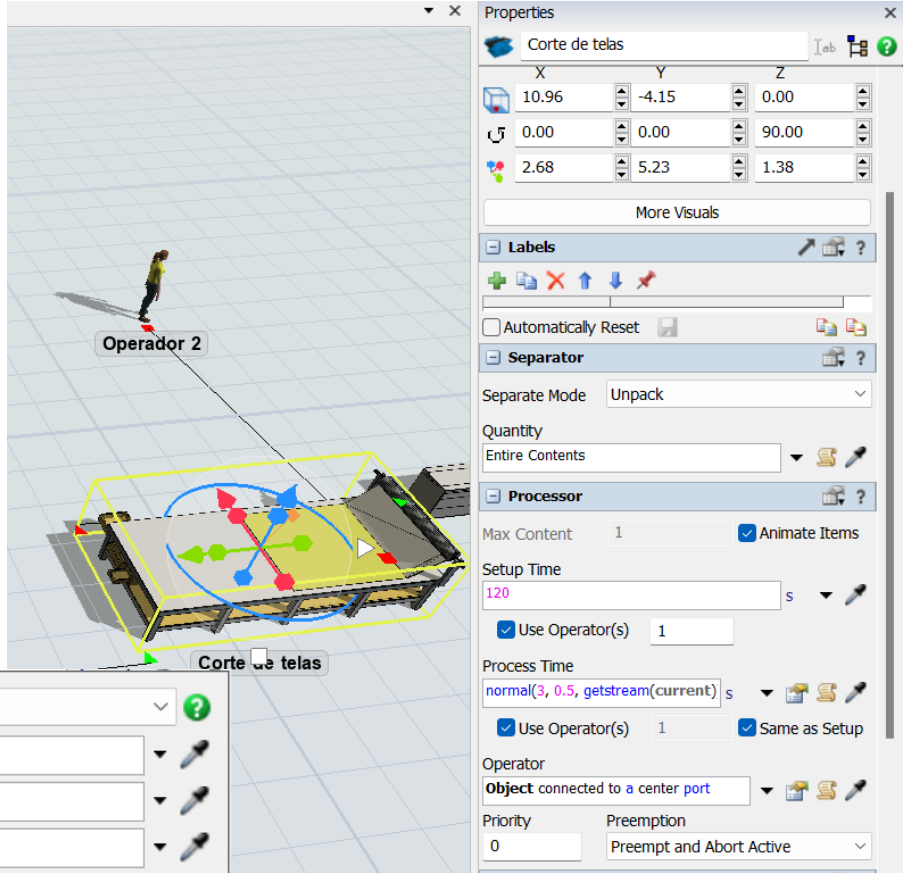 Properties
Corte de telas
ab
X Y Z
10.96 -4.15 0.00
0.00 0.00 90.00
2.68 5.23 1.38
More Visuals
Labels ?
Automatically Reset
Separator ?
Separate Mode Unpack
Quantity
Entire Contents
Processor ?
Max Content 1 Animate Items
Setup Time
120 s
Use Operator(s) 1
Process Time
normal(3, 0.5, getstream(current) s
Use Operator(s) 1 Same as Setup
Operator
Object connected to a center port
Priority Preemption
0 Preempt and Abort Active
Operador 2
Corte de telas
?